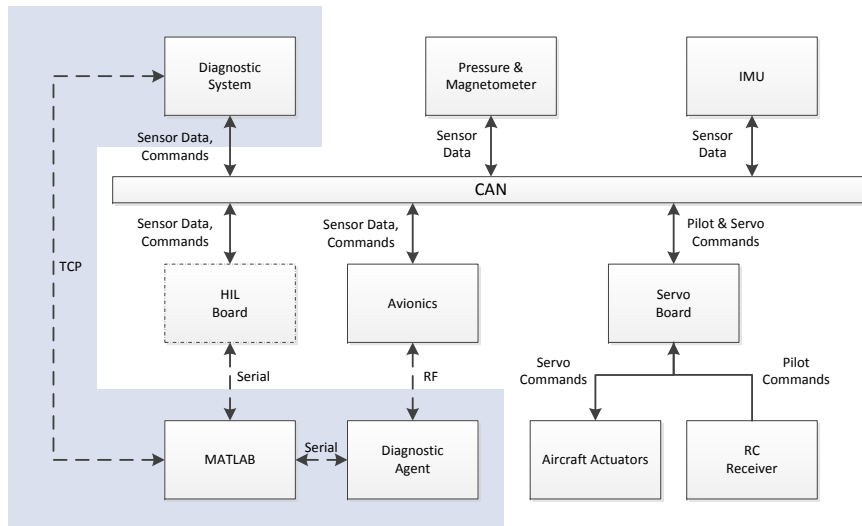 Diagnostic
System
Pressure &
Magnetometer
IMU
Sensor Data,
Commands
Sensor
Data
Sensor
Data
CAN
Sensor Data,
Commands
Sensor Data,
Commands
Pilot & Servo
Commands
TCP
HIL
Board
Avionics
Servo
Board
Serial
RF
Servo
Commands
Pilot
Commands
MATLAB
Serial
Diagnostic
Agent
Aircraft Actuators
RC
Receiver